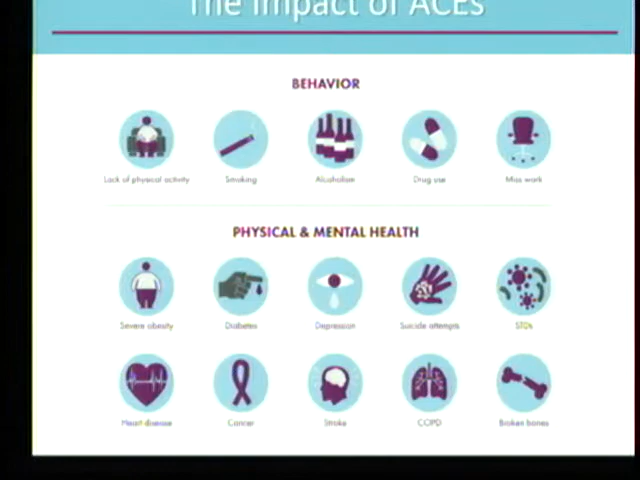 The Impact of ACEs
BEHAVIOR
Lack of physical activity
Smoking
Alcoholism
Drug use
Miss work
PHYSICAL & MENTAL HEALTH
Severe obesity
Diabetes
Depression
Suicide attempts
STDs
Heart disease
Cancer
Stroke
COPD
Broken bones